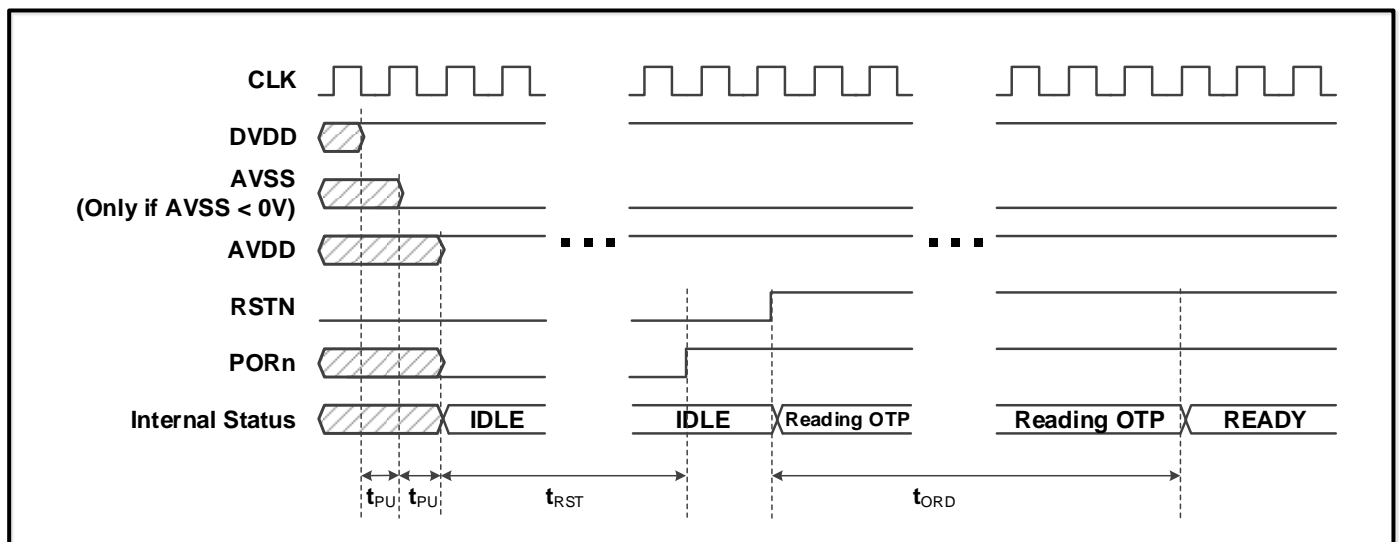 CLK
DVDD
AVSS
(Only if AVSS < 0V)
AVDD
RSTN
PORn
Internal Status IDLE IDLE Reading OTP Reading OTP READY
tPU tPU tRST tORD